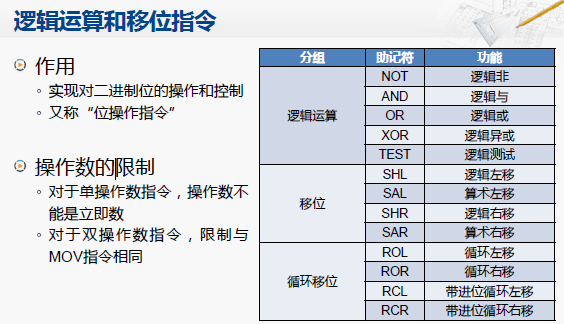 逻辑运算和移位指令
作用
实现对二进制位的操作和控制
又称“位操作指令”
操作数的限制
对于单操作数指令，操作数不
能是立即数
对于双操作数指令，限制与
MOV指令相同
分组 助记符 功能
逻辑运算
NOT 逻辑非
AND 逻辑与
OR 逻辑或
XOR 逻辑异或
TEST 逻辑测试
移位
SHL 逻辑左移
SAL 算术左移
SHR 逻辑右移
SAR 算术右移
循环移位
ROL 循环左移
ROR 循环右移
RCL 带进位循环左移
RCR 带进位循环右移